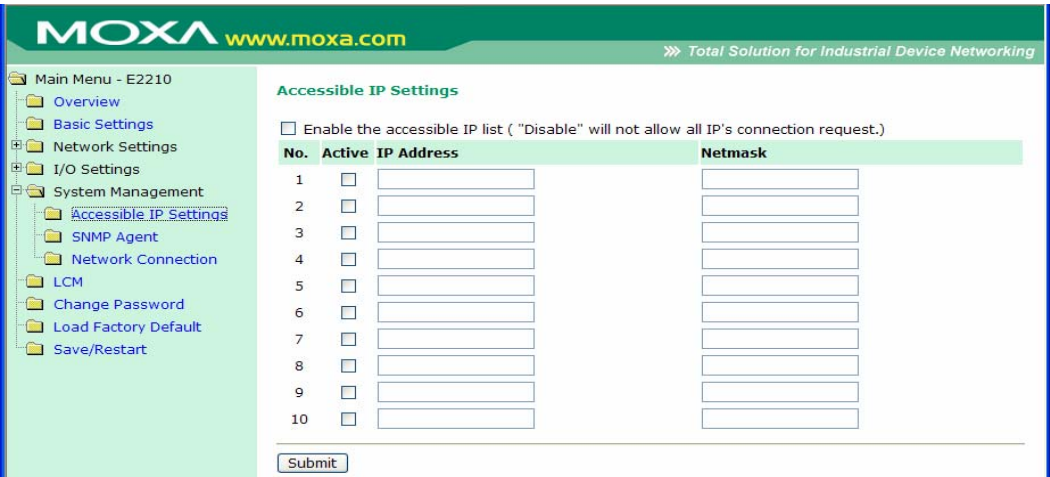 MOXA www.moxa.com
Total Solution for Industrial Device Networking
Main Menu - E2210
Overview
Basic Settings
Network Settings
I/O Settings
System Management
Accessible IP Settings
SNMP Agent
Network Connection
LCM
Change Password
Load Factory Default
Save/Restart
Accessible IP Settings
Enable the accessible IP list ( "Disable" will not allow all IP's connection request.)
No. Active IP Address Netmask
1
2
3
4
5
6
7
8
9
10
Submit